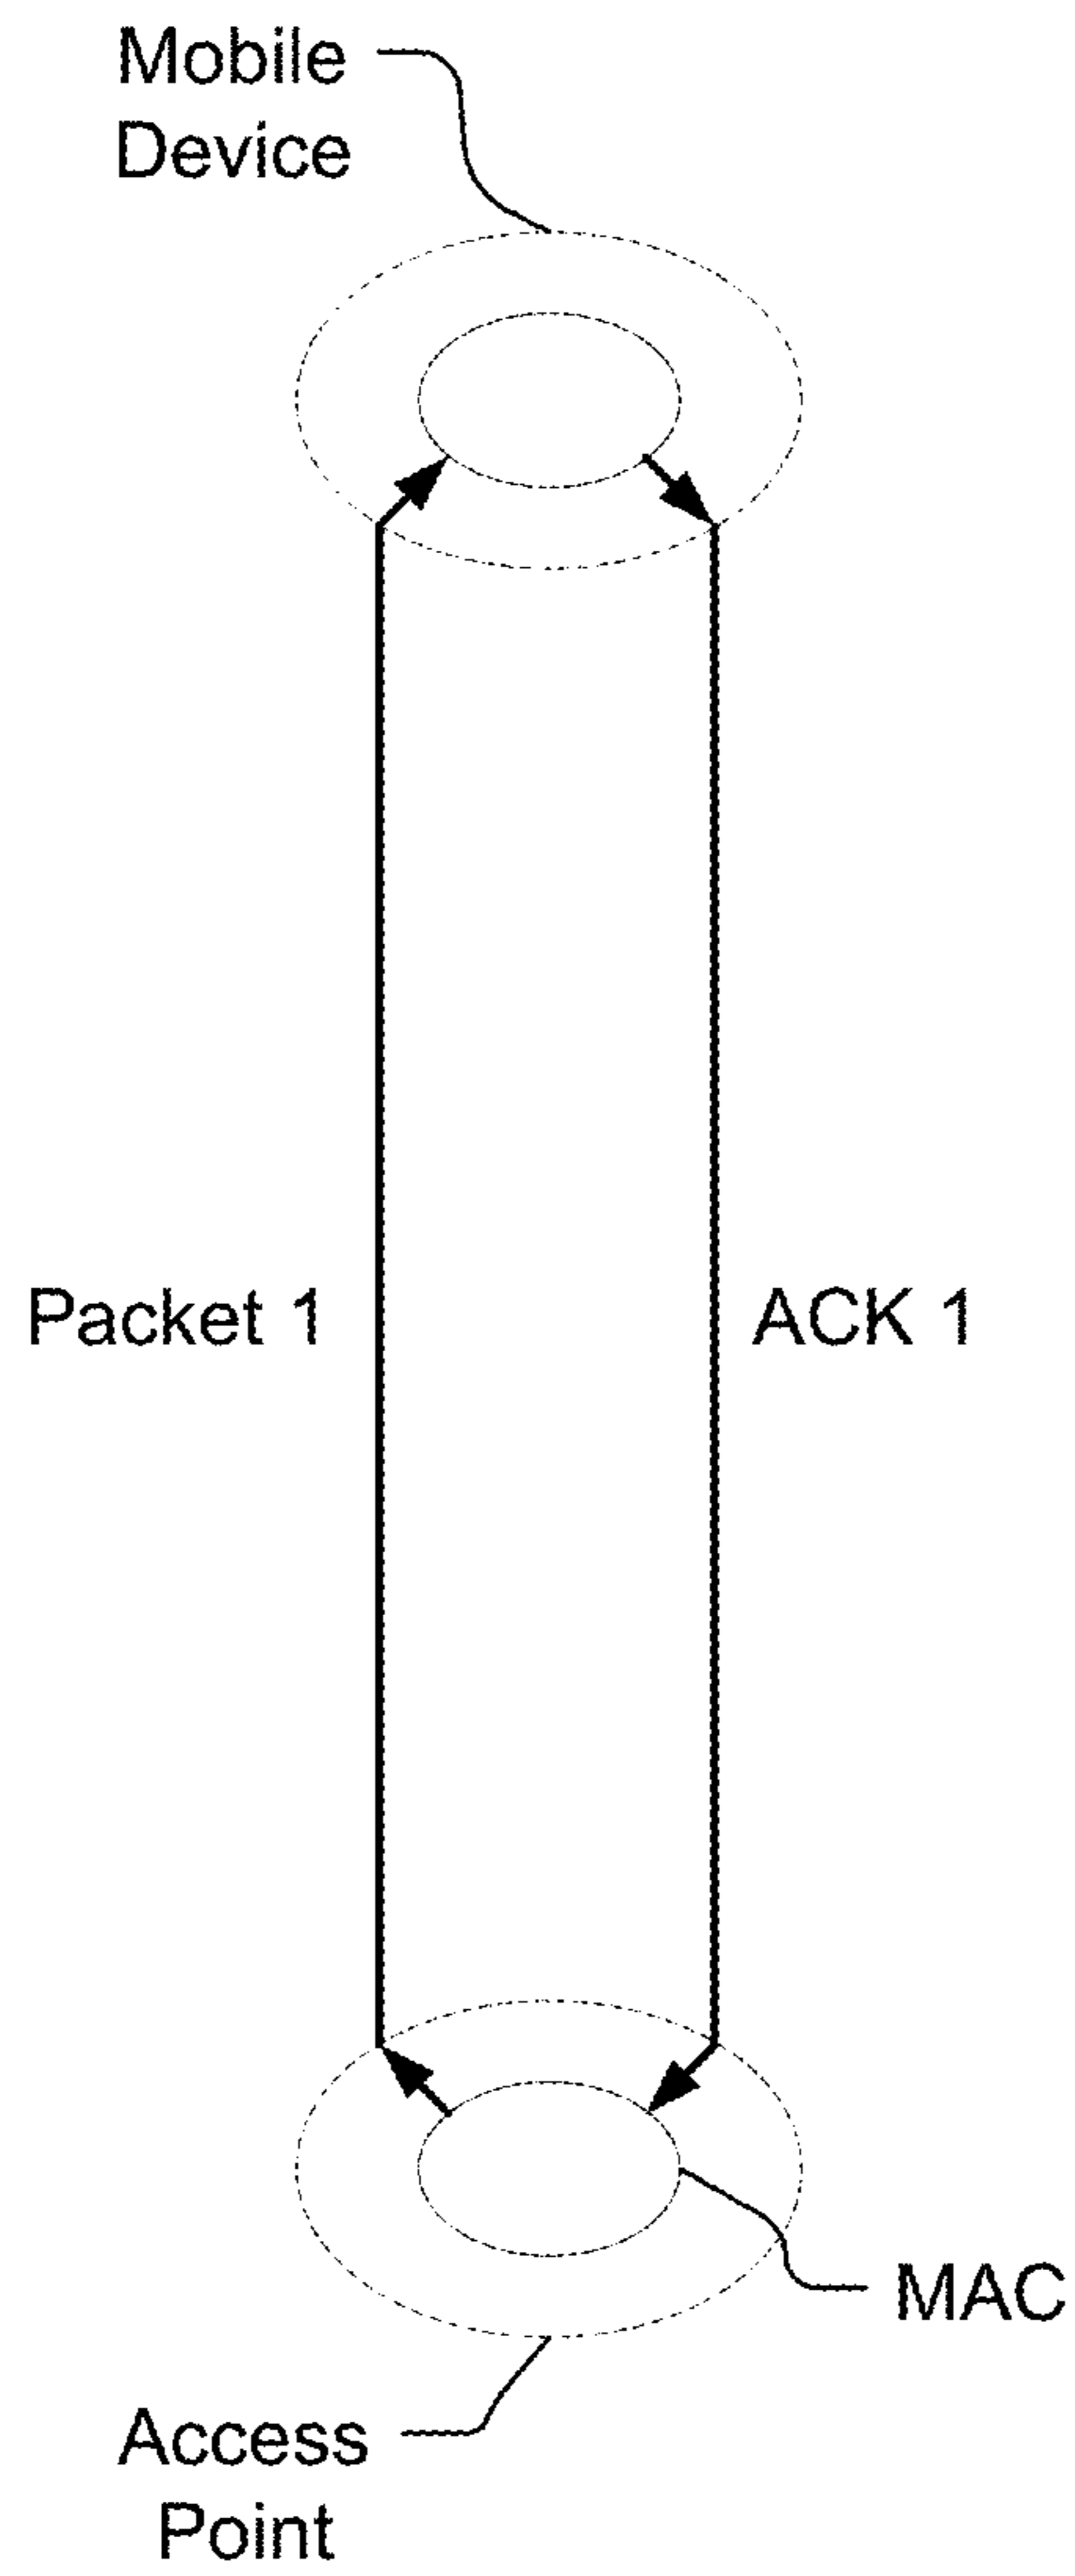 Mobile
Device
Packet 1
ACK 1
MAC
Access
Point